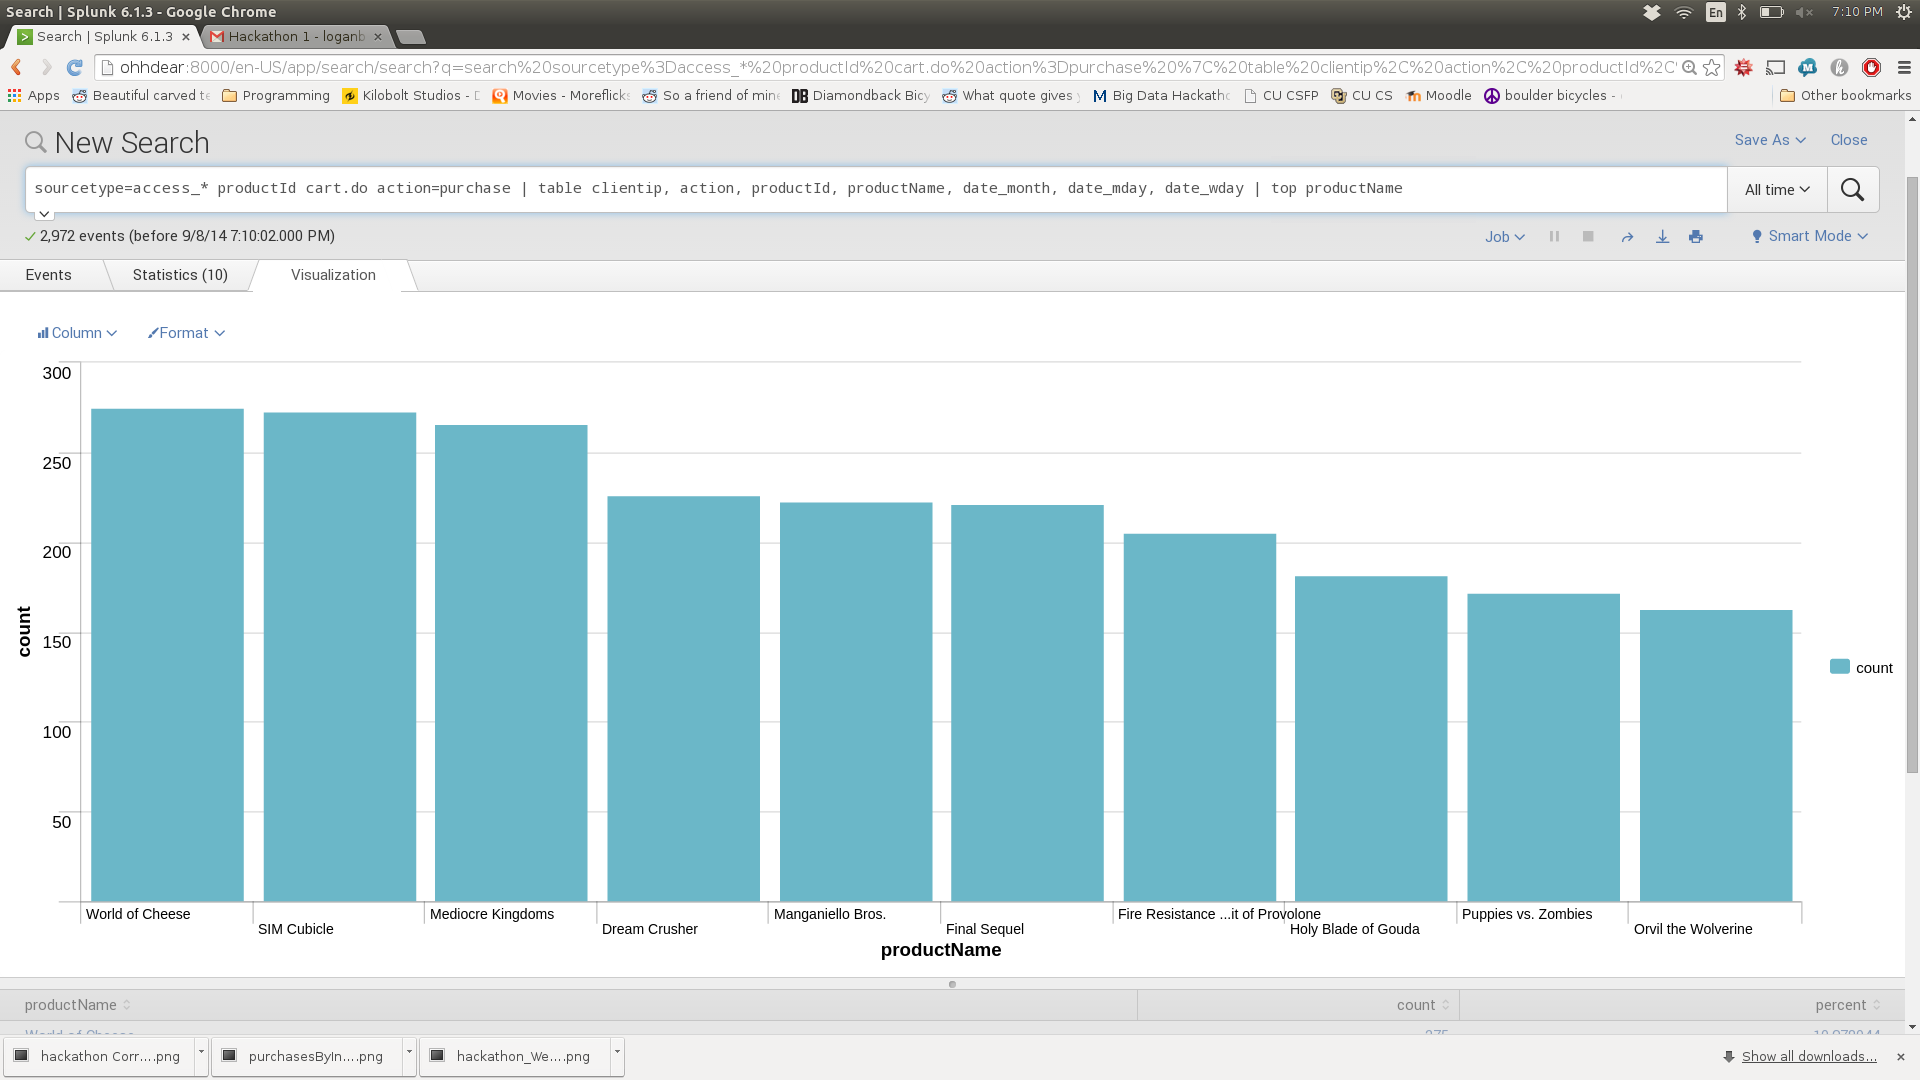 Search | Splunk 6.1.3 - Google Chrome
En
7:10 PM
Search | Splunk 6.1.3
Hackathon 1 - loganb
ohhdear:8000/en-US/app/search/search?q=search%20sourcetype%3Daccess_*%20productId%20cart.do%20action%3Dpurchase%20%7C%20table%20clientip%2C%20action%2C%20productId%2C
Apps
Beautiful carved te
Programming
Kilobolt Studios - D
Movies - Moreflicks
So a friend of mine
Diamondback Bicy
What quote gives y
Big Data Hackatho
CU CSFP
CU CS
Moodle
boulder bicycles -
Other bookmarks
New Search
Save As
Close
sourcetype=access_* productId cart.do action=purchase | table clientip, action, productId, productName, date_month, date_mday, date_wday | top productName
All time
2,972 events (before 9/8/14 7:10:02.000 PM)
Job
Smart Mode
Events
Statistics (10)
Visualization
Column
Format
300
250
200
150
100
50
count
count
World of Cheese
SIM Cubicle
Mediocre Kingdoms
Dream Crusher
Manganiello Bros.
Final Sequel
Fire Resistance ...it of Provolone
Holy Blade of Gouda
Puppies vs. Zombies
Orvil the Wolverine
productName
productName
count
percent
World of Cheese
275
hackathon Corr....png
purchasesByIn....png
hackathon_We....png
Show all downloads...